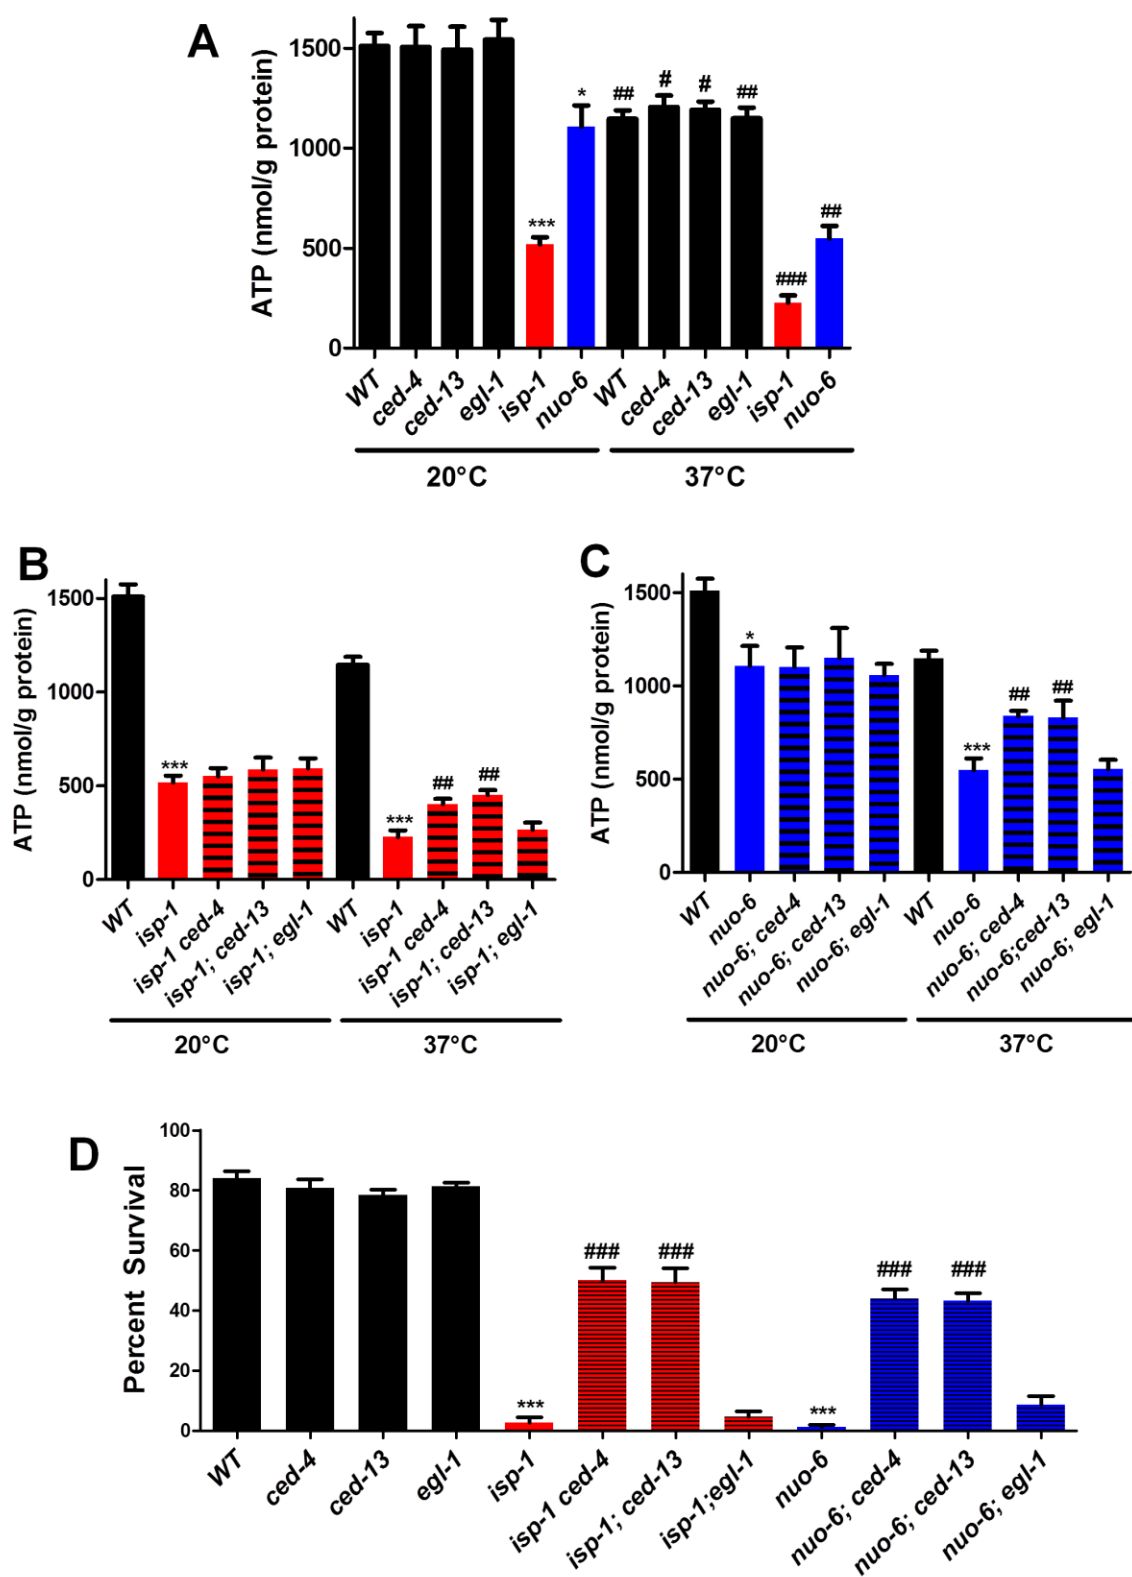 A
ATP (nmol/g protein)
1500
1000
500
0
*** * ## # # ## ### ##
WT ced-4 ced-13 egl-1 isp-1 nuo-6 WT ced-4 ced-13 egl-1 isp-1 nuo-6
20°C 37°C
B
ATP (nmol/g protein)
1500
1000
500
0
*** *** ## ##
WT isp-1 isp-1 ced-4 isp-1; ced-13 isp-1; egl-1 WT isp-1 isp-1 ced-4 isp-1; ced-13 isp-1; egl-1
20°C 37°C
C
ATP (nmol/g protein)
1500
1000
500
0
* *** ## ##
WT nuo-6 nuo-6; ced-4 nuo-6; ced-13 nuo-6; egl-1 WT nuo-6 nuo-6; ced-4 nuo-6;ced-13 nuo-6; egl-1
20°C 37°C
D
Percent Survival
100
80
60
40
20
0
*** ### ### *** ### ###
WT ced-4 ced-13 egl-1 isp-1 isp-1 ced-4 isp-1; ced-13 isp-1;egl-1 nuo-6 nuo-6; ced-4 nuo-6; ced-13 nuo-6; egl-1